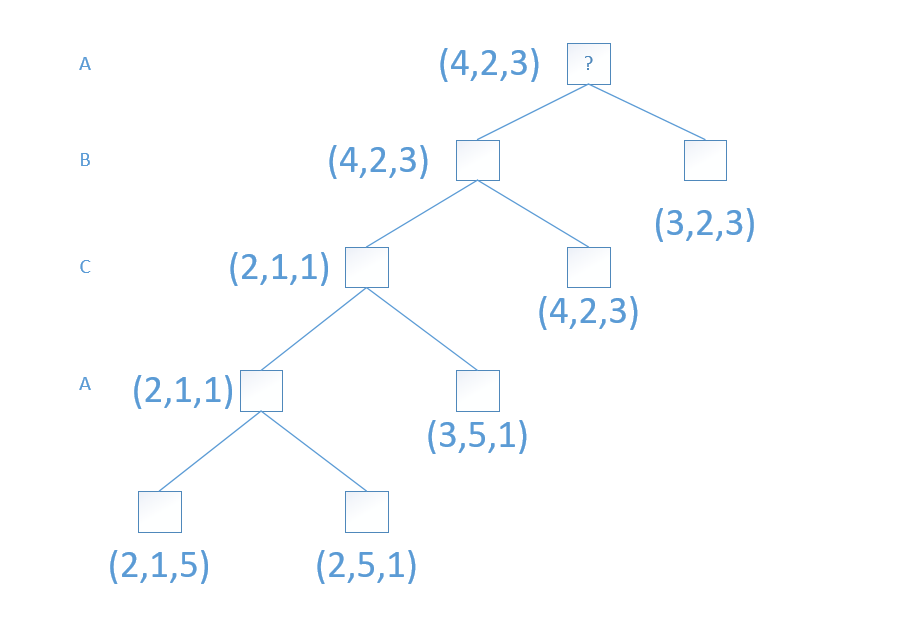 A (4,2,3) ?
B (4,2,3)
(3,2,3)
C (2,1,1)
(4,2,3)
A (2,1,1)
(3,5,1)
(2,1,5) (2,5,1)